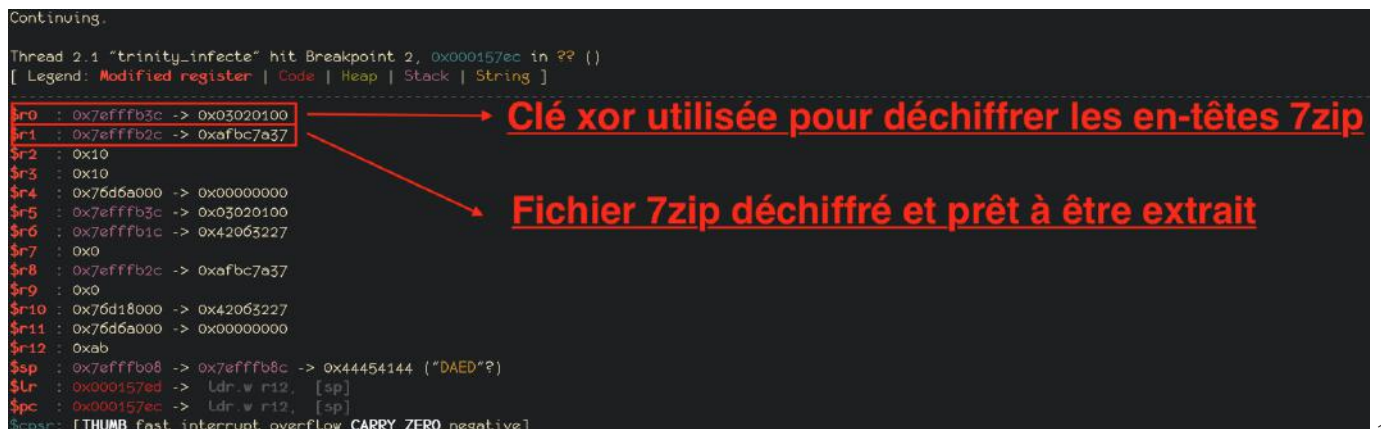 Continuing.
Thread 2.1 "trinity_infecte" hit Breakpoint 2, 0x000157ec in ?? ()
[ Legend: Modified register | Code | Heap | Stack | String ]
$r0 : 0x7efffb3c -> 0x03020100
Clé xor utilisée pour déchiffrer les en-têtes 7zip
$r1 : 0x7efffb2c -> 0xafbc7a37
$r2 : 0x10
$r3 : 0x10
$r4 : 0x76d6a000 -> 0x00000000
$r5 : 0x7efffb3c -> 0x03020100
Fichier 7zip déchiffré et prêt à être extrait
$r6 : 0x7efffb1c -> 0x42063227
$r7 : 0x0
$r8 : 0x7efffb2c -> 0xafbc7a37
$r9 : 0x0
$r10 : 0x76d18000 -> 0x42063227
$r11 : 0x76d6a000 -> 0x00000000
$r12 : 0xab
$sp : 0x7efffb08 -> 0x7efffb8c -> 0x44454144 ("DAED"?)
$lr : 0x000157ed -> ldr.w r12, [sp]
$pc : 0x000157ec -> ldr.w r12, [sp]
$cpsr: [THUMB fast interrupt overflow CARRY ZERO negative]